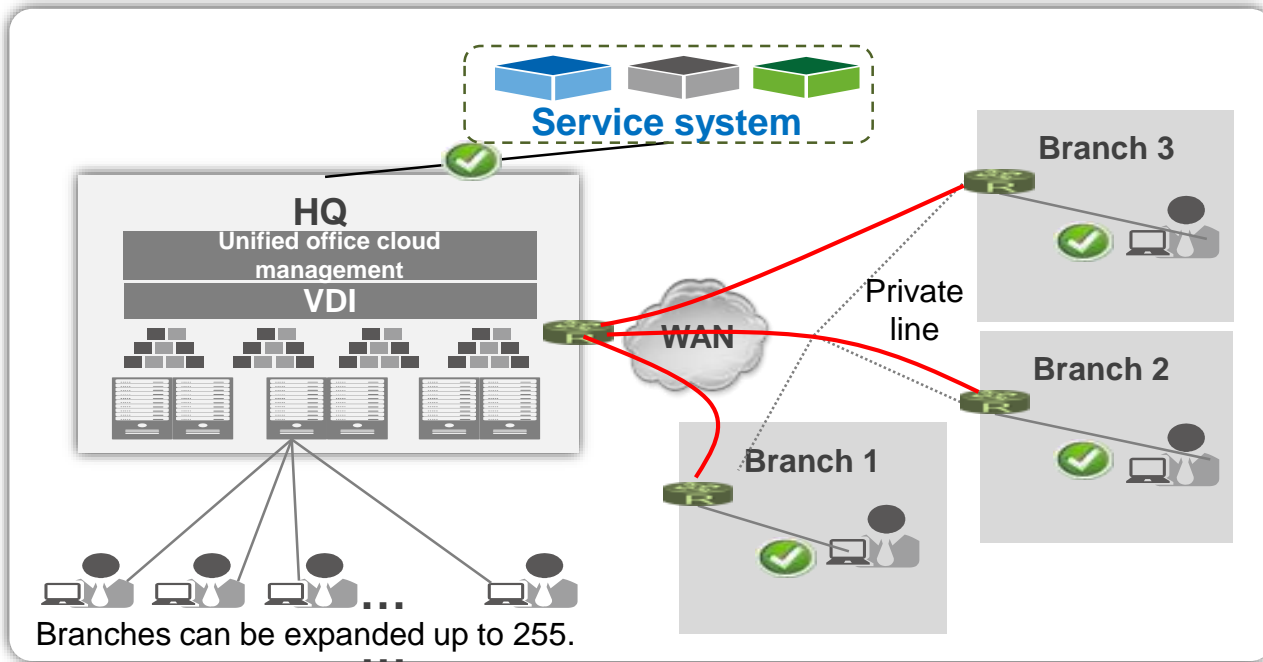 Service system
HQ
Unified office cloud
management
VDI
WAN
Private
line
Branch 3
R
Branch 2
R
Branch 1
R
...
Branches can be expanded up to 255.
...